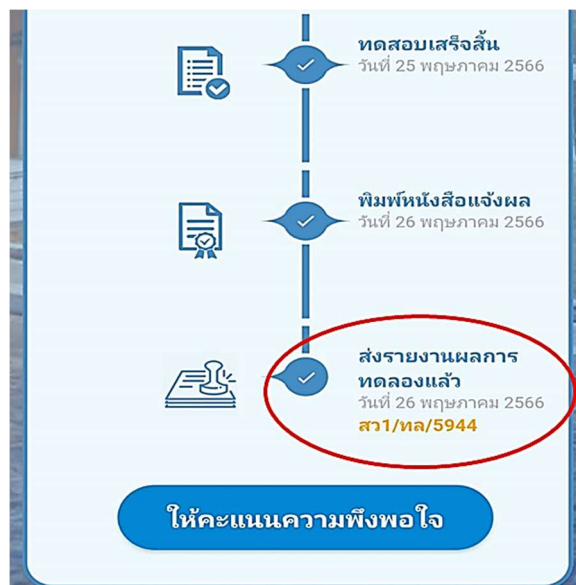 ทดสอบเสร็จสิ้น
วันที่ 25 พฤษภาคม 2566
พิมพ์หนังสือแจ้งผล
วันที่ 26 พฤษภาคม 2566
ส่งรายงานผลการ
ทดลองแล้ว
วันที่ 26 พฤษภาคม 2566
สว1/ทล/5944
ให้คะแนนความพึงพอใจ